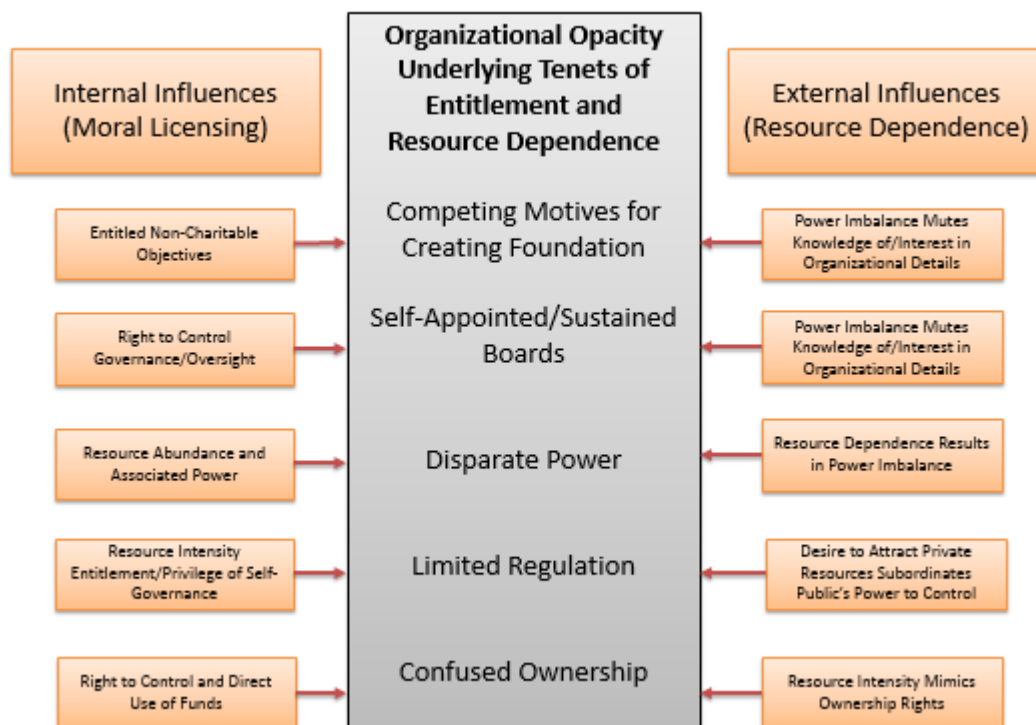 Internal Influences
(Moral Licensing)
Organizational Opacity
Underlying Tenets of
Entitlement and
Resource Dependence
External Influences
(Resource Dependence)
Entitled Non-Charitable
Objectives
Competing Motives for
Creating Foundation
Power Imbalance Mutes
Knowledge of/Interest in
Organizational Details
Right to Control
Governance/Oversight
Self-Appointed/Sustained
Boards
Power Imbalance Mutes
Knowledge of/Interest in
Organizational Details
Resource Abundance and
Associated Power
Disparate Power
Resource Dependence Results
in Power Imbalance
Resource Intensity
Entitlement/Privilege of Self-
Governance
Limited Regulation
Desire to Attract Private
Resources Subordinates
Public's Power to Control
Right to Control and Direct
Use of Funds
Confused Ownership
Resource Intensity Mimics
Ownership Rights